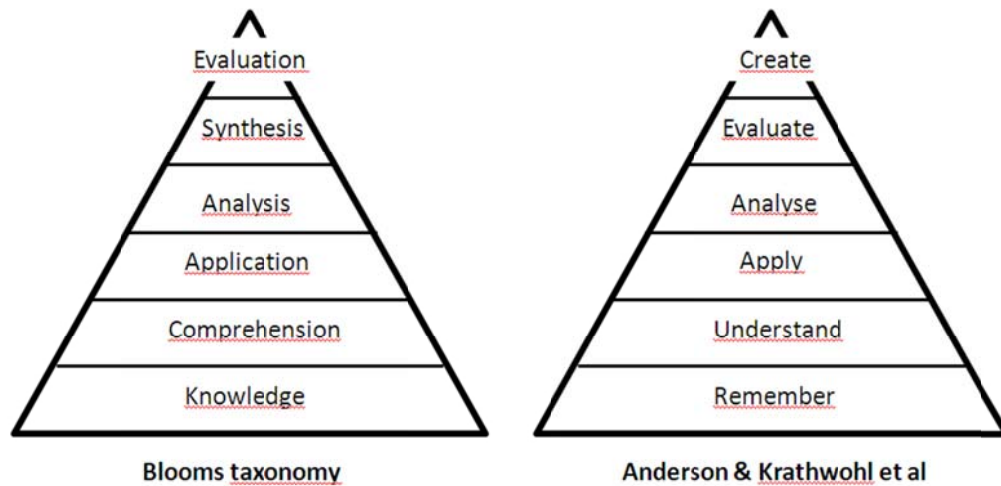 Evaluation
Synthesis
Analysis
Application
Comprehension
Knowledge
Blooms taxonomy
Create
Evaluate
Analyse
Apply
Understand
Remember
Anderson & Krathwohl et al